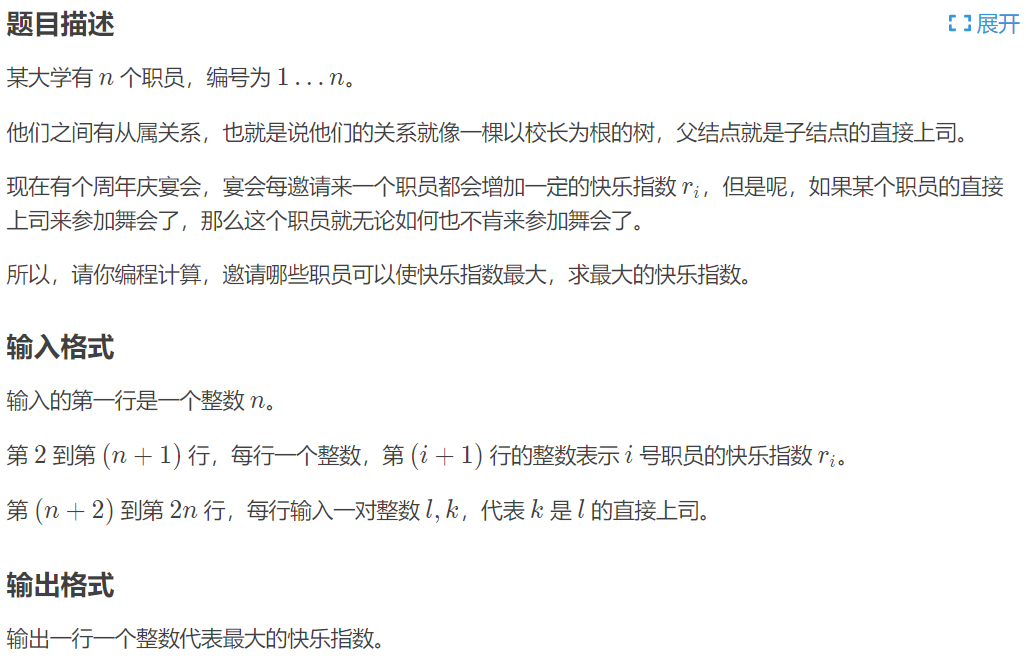 题目描述
展开
某大学有 n 个职员，编号为 1…n。
他们之间有从属关系，也就是说他们的关系就像一棵以校长为根的树，父结点就是子结点的直接上司。
现在有个周年庆宴会，宴会每邀请来一个职员都会增加一定的快乐指数 r_i，但是呢，如果某个职员的直接
上司来参加舞会了，那么这个职员就无论如何也不肯来参加舞会了。
所以，请你编程计算，邀请哪些职员可以使快乐指数最大，求最大的快乐指数。
输入格式
输入的第一行是一个整数 n。
第 2 到第 (n + 1) 行，每行一个整数，第 (i + 1) 行的整数表示 i 号职员的快乐指数 r_i。
第 (n + 2) 到第 2n 行，每行输入一对整数 l, k，代表 k 是 l 的直接上司。
输出格式
输出一行一个整数代表最大的快乐指数。